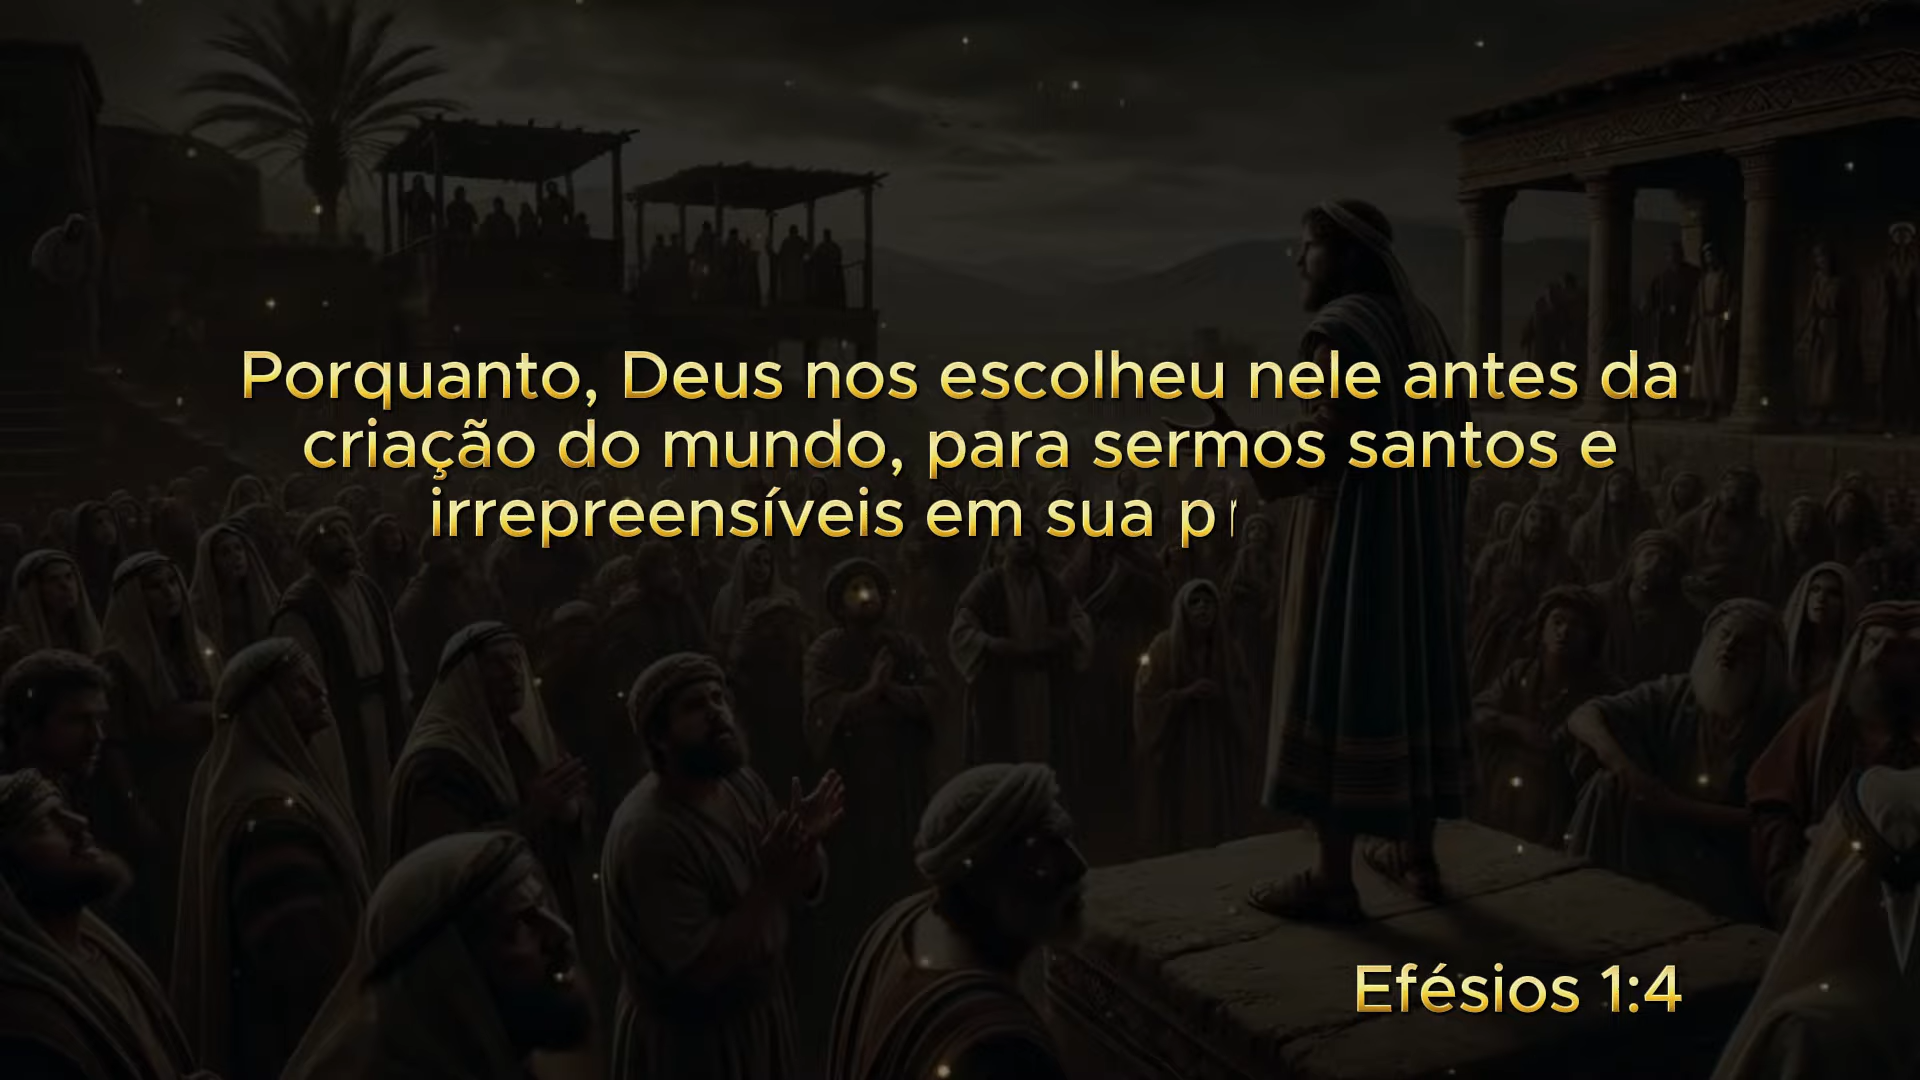 Porquanto, Deus nos escolheu nele antes da
criação do mundo, para sermos santos e
irrepreensíveis em sua p
Efésios 1:4